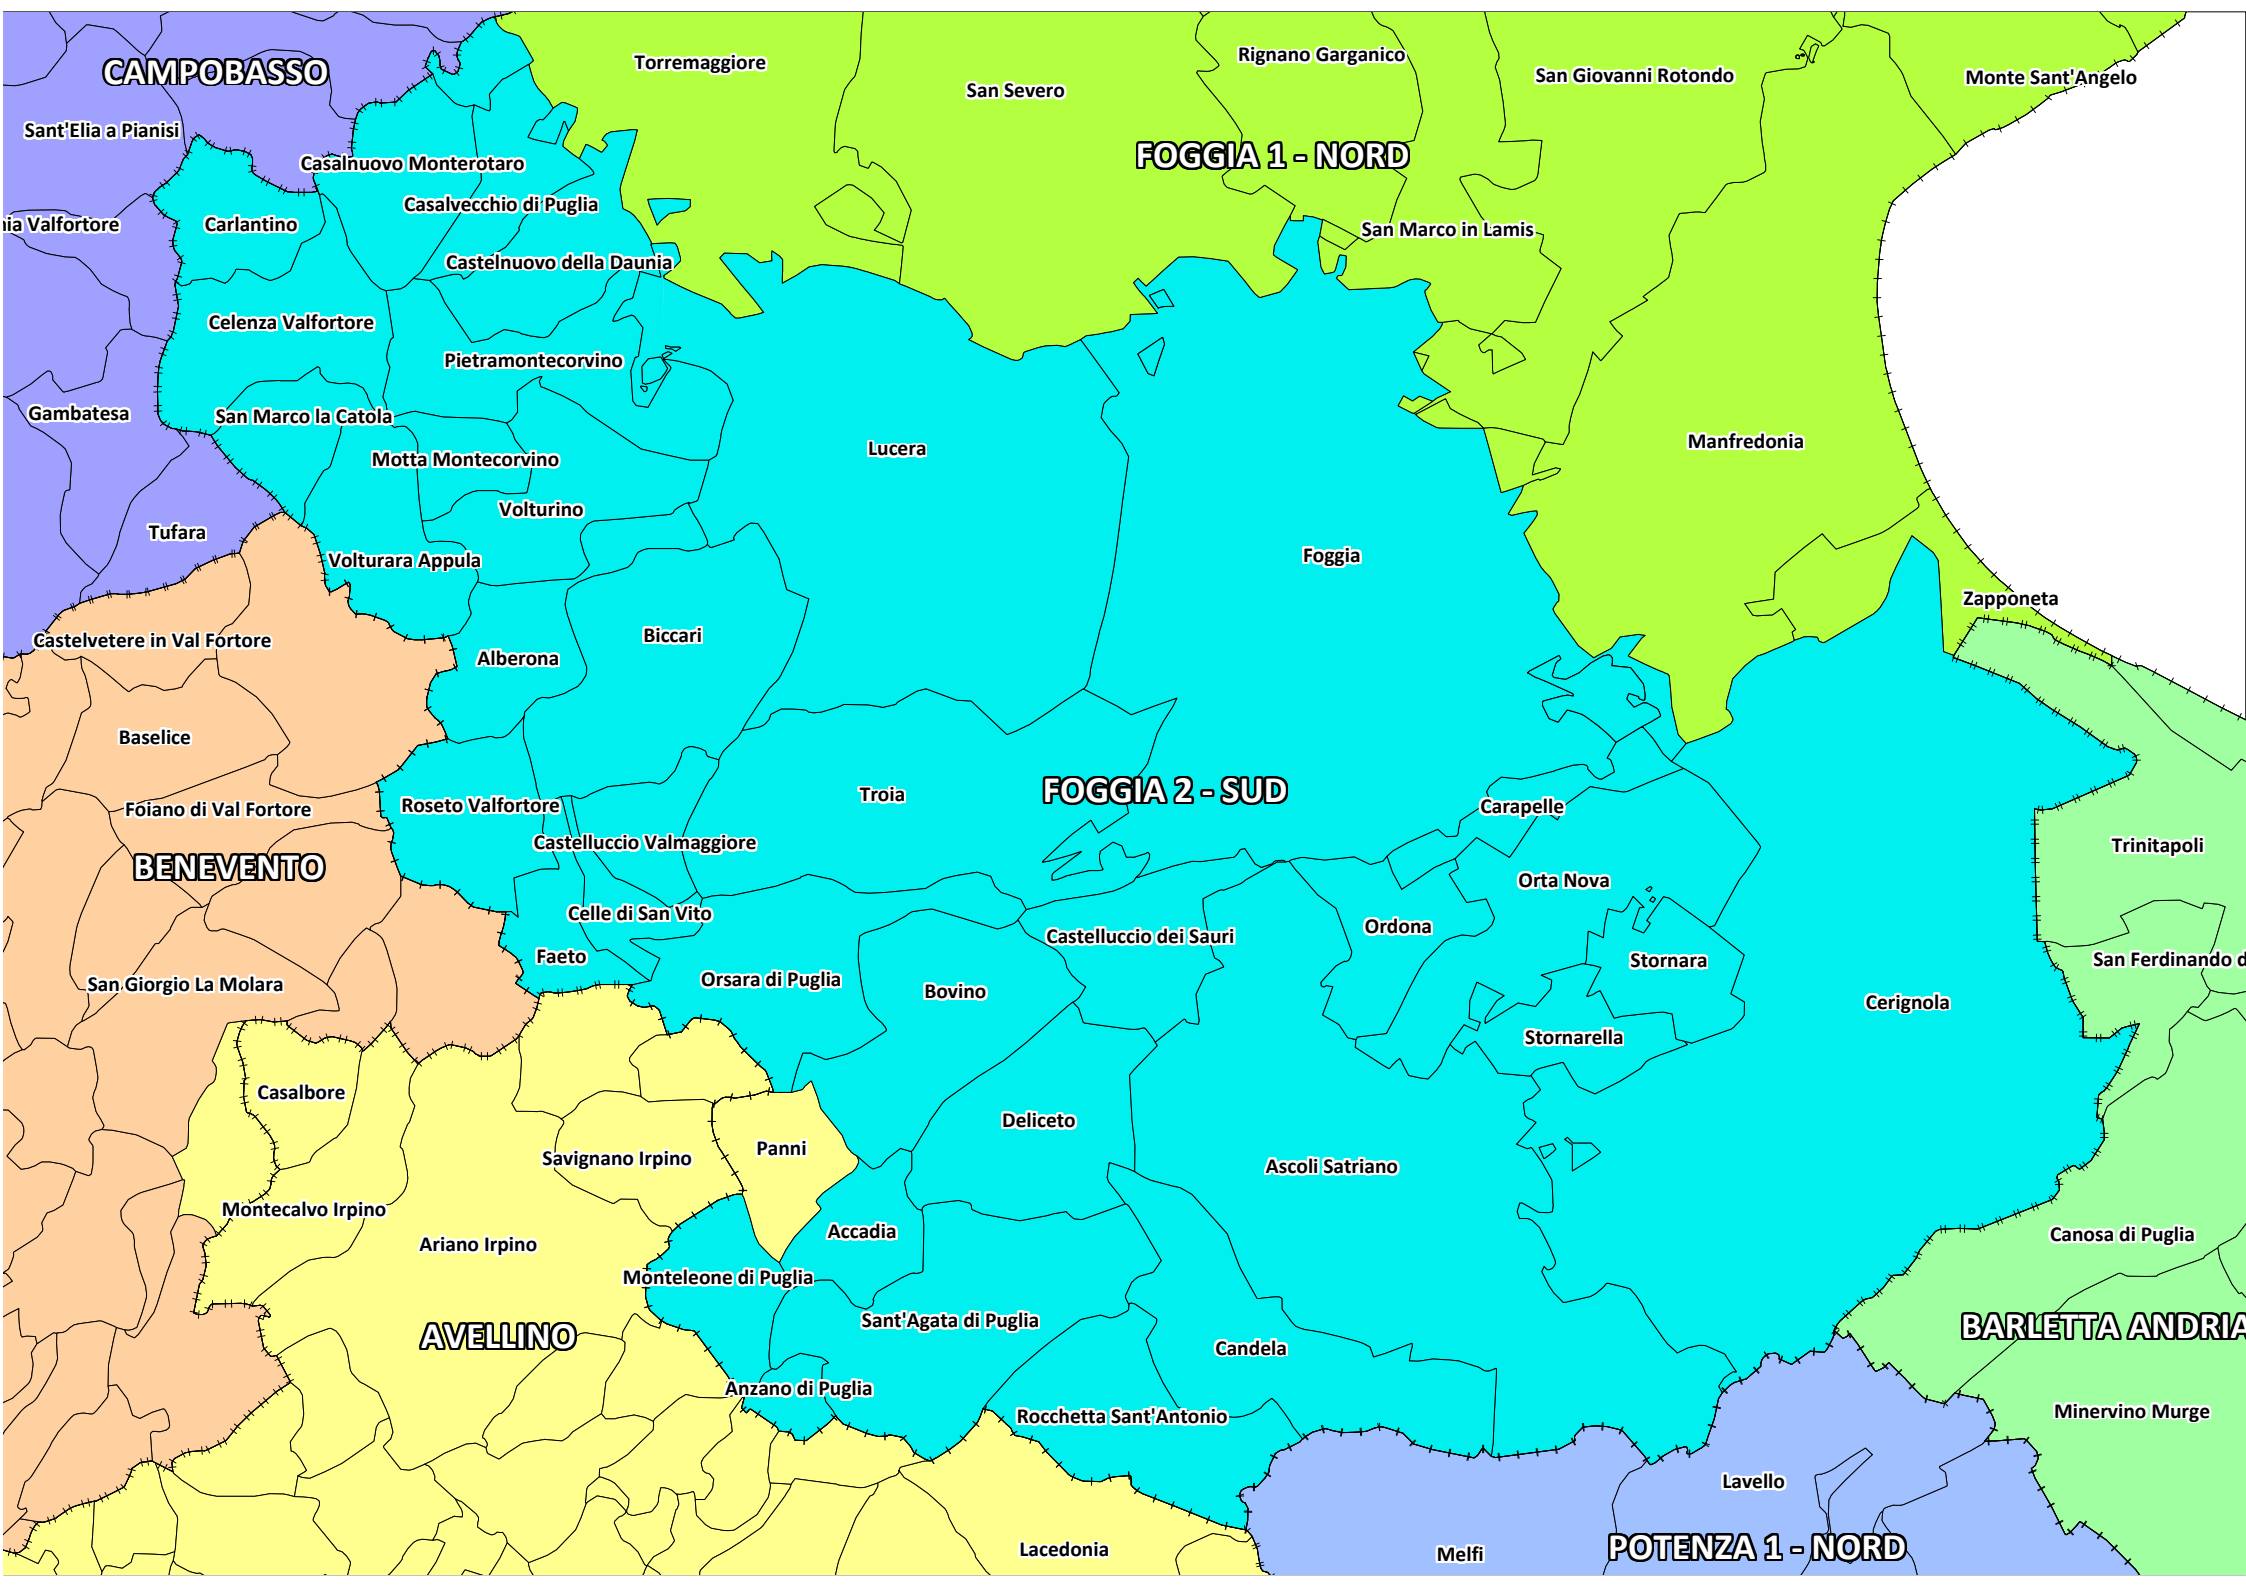 Torremaggiore
Rignano Garganico
CAMPOBASSO
San Giovanni Rotondo
Monte Sant'Angelo
San Severo
Sant'Elia a Pianisi
FOGGIA 1 - NORD
Casalnuovo Monterotaro
Casalvecchio di Puglia
Carlantino
ia Valfortore
San Marco in Lamis
Castelnuovo della Daunia
Celenza Valfortore
Pietramontecorvino
Gambatesa
San Marco la Catola
Manfredonia
Lucera
Motta Montecorvino
Volturino
Tufara
Foggia
Volturara Appula
Zapponeta
Castelvetere in Val Fortore
Biccari
Alberona
Baselice
FOGGIA 2 - SUD
Troia
Roseto Valfortore
Carapelle
Foiano di Val Fortore
Castelluccio Valmaggiore
Trinitapoli
BENEVENTO
Orta Nova
Celle di San Vito
Ordona
Castelluccio dei Sauri
Faeto
Stornara
San Ferdinando d
Orsara di Puglia
San Giorgio La Molara
Bovino
Cerignola
Stornarella
Casalbore
Deliceto
Panni
Savignano Irpino
Ascoli Satriano
Montecalvo Irpino
Accadia
Canosa di Puglia
Ariano Irpino
Monteleone di Puglia
Sant'Agata di Puglia
BARLETTA ANDRIA
AVELLINO
Candela
Anzano di Puglia
Minervino Murge
Rocchetta Sant'Antonio
Lavello
POTENZA 1 - NORD
Lacedonia
Melfi